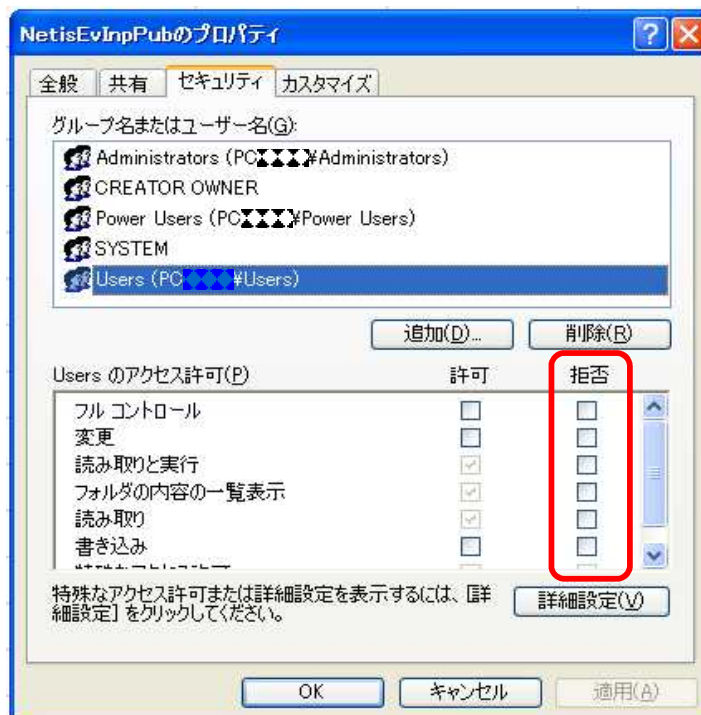 NetisEvInpPubのプロパティ
全般 共有 セキュリティ カスタマイズ
グループ名またはユーザー名(G):
Administrators (PC ¥Administrators)
CREATOR OWNER
Power Users (PC ¥Power Users)
SYSTEM
Users (PC ¥Users)
追加(D)... 削除(R)
Users のアクセス許可(P) 許可 拒否
フル コントロール
変更
読み取りと実行
フォルダの内容の一覧表示
読み取り
書き込み
特殊なアクセス許可または詳細設定を表示するには、[詳
細設定] をクリックしてください。
詳細設定(V)
OK キャンセル 適用(A)